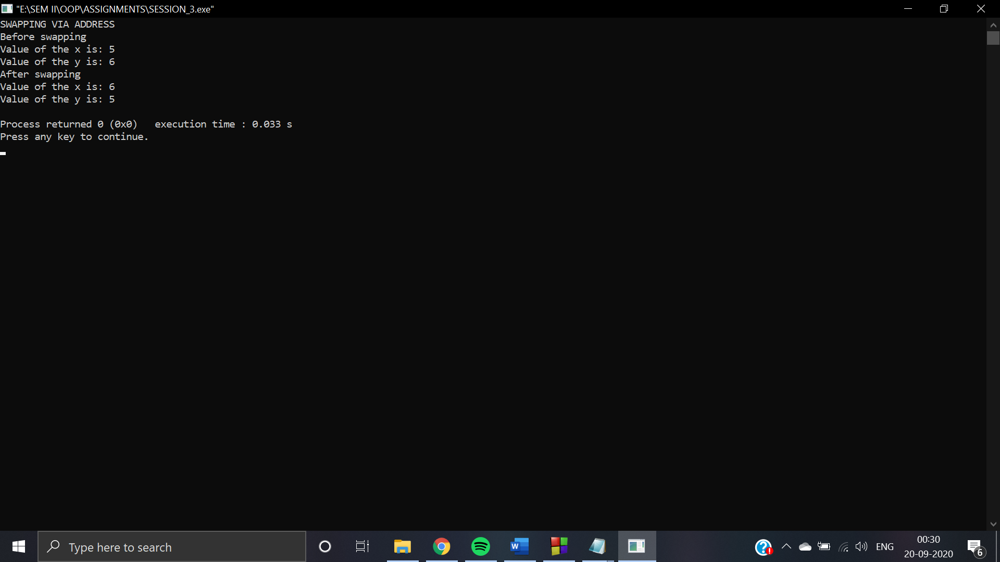 "E:\SEM II\OOP\ASSIGNMENTS\SESSION_3.exe"
SWAPPING VIA ADDRESS
Before swapping
Value of the x is: 5
Value of the y is: 6
After swapping
Value of the x is: 6
Value of the y is: 5
Process returned 0 (0x0)   execution time : 0.033 s
Press any key to continue.
Type here to search
W
ENG
00:30
20-09-2020
6